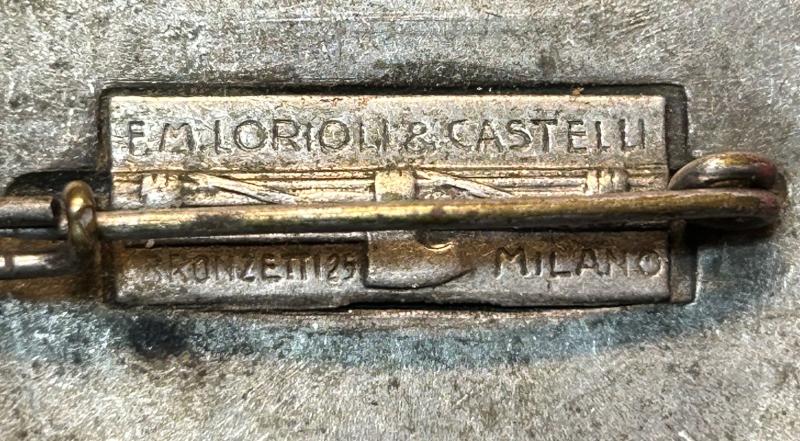 F.M. LORIOLI & CASTELLI
BRONZETTI 25 MILANO